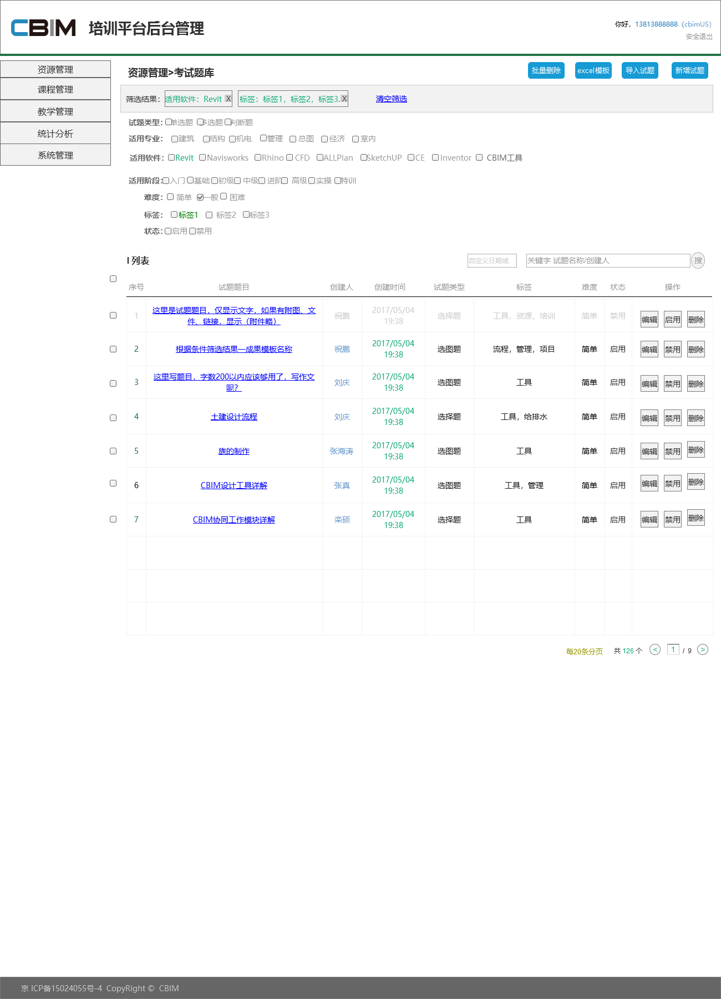 CBIM 培训平台后台管理
你好，13813888888（cbimUS）
安全退出
资源管理
课程管理
教学管理
统计分析
系统管理
资源管理>考试题库
批量删除 excel模板 导入试题 新增试题
筛选结果： 适用软件：Revit X 标签：标签1，标签2，标签3. X 清空筛选
试题类型： 单选题 多选题 判断题
适用专业： 建筑 结构 机电 管理 总图 经济 室内
适用软件： Revit Navisworks Rhino CFD ALLPlan SketchUP CE Inventor CBIM工具
适用阶段： 入门 基础 初级 中级 进阶 高级 实操 特训
难度： 简单 一般 困难
标签： 标签1 标签2 标签3
状态： 启用 禁用
I 列表
自定义日期域 关键字 试题名称/创建人 搜
序号 试题题目 创建人 创建时间 试题类型 标签 难度 状态 操作
1 这里是试题题目，仅显示文字，如果有附图、文
件、链接，显示（附件略） 祝鹏 2017/05/04
19:38 选择题 工具，资源，培训 简单 禁用 编辑 启用 删除
2 根据条件筛选结果—成果模板名称 祝鹏 2017/05/04
19:38 选图题 流程，管理，项目 简单 启用 编辑 禁用 删除
3 这里写题目，字数200以内应该够用了，写作文
呢？ 刘庆 2017/05/04
19:38 选图题 工具 简单 启用 编辑 禁用 删除
4 土建设计流程 刘庆 2017/05/04
19:38 选择题 工具，给排水 简单 启用 编辑 禁用 删除
5 族的制作 张海涛 2017/05/04
19:38 选图题 工具 简单 启用 编辑 禁用 删除
6 CBIM设计工具详解 张真 2017/05/04
19:38 选图题 工具，管理 简单 启用 编辑 禁用 删除
7 CBIM协同工作模块详解 栾硕 2017/05/04
19:38 选择题 工具 简单 启用 编辑 禁用 删除
每20条分页 共 126 个 < 1 / 9 >
京 ICP备15024055号-4 CopyRight © CBIM